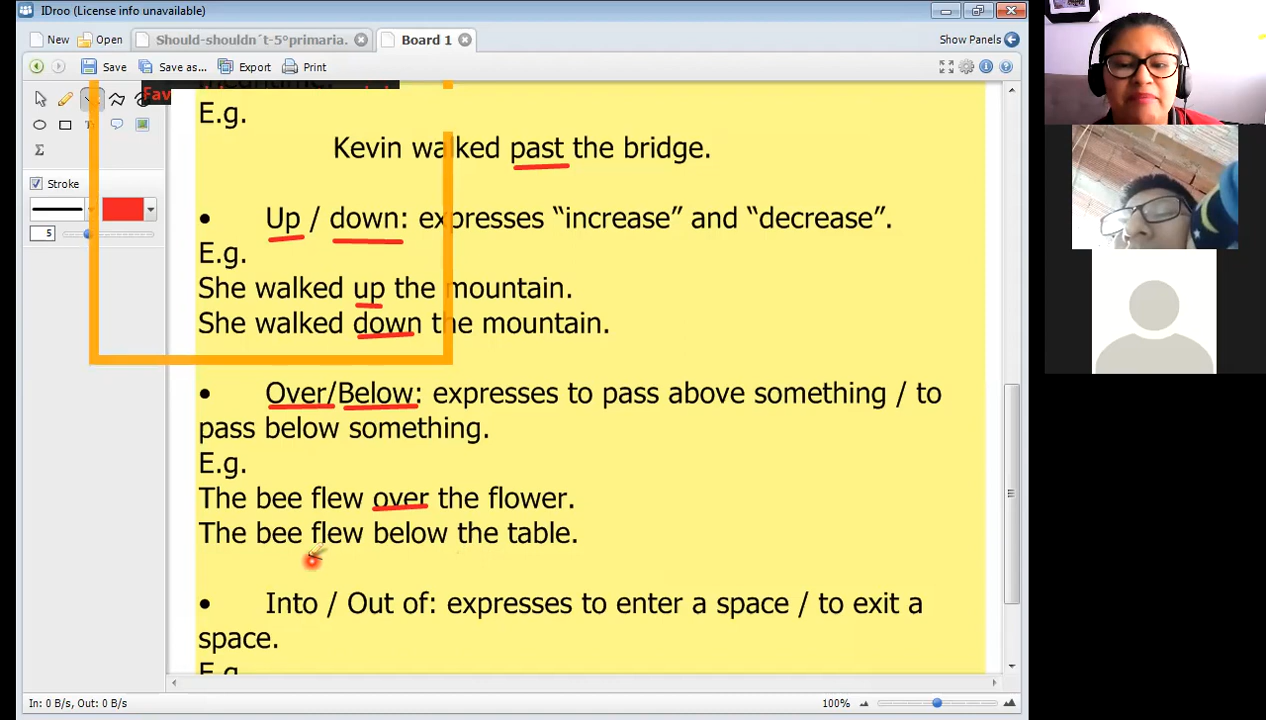 IDroo (License info unavailable)
New Open Should-shouldn´t-5°primaria. Board 1 Show Panels
Save Save as... Export Print
Fav
E.g.
Kevin walked past the bridge.
Stroke
• Up / down: expresses “increase” and “decrease”.
5
E.g.
She walked up the mountain.
She walked down the mountain.
• Over/Below: expresses to pass above something / to
pass below something.
E.g.
The bee flew over the flower.
The bee flew below the table.
• Into / Out of: expresses to enter a space / to exit a
space.
E.g.
In: 0 B/s, Out: 0 B/s 100%